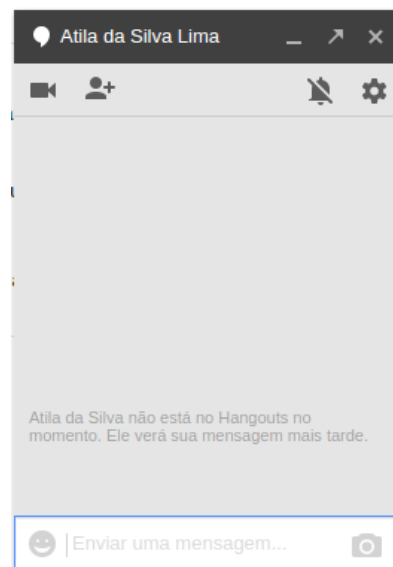 Atila da Silva Lima
Atila da Silva não está no Hangouts no
momento. Ele verá sua mensagem mais tarde.
Enviar uma mensagem...